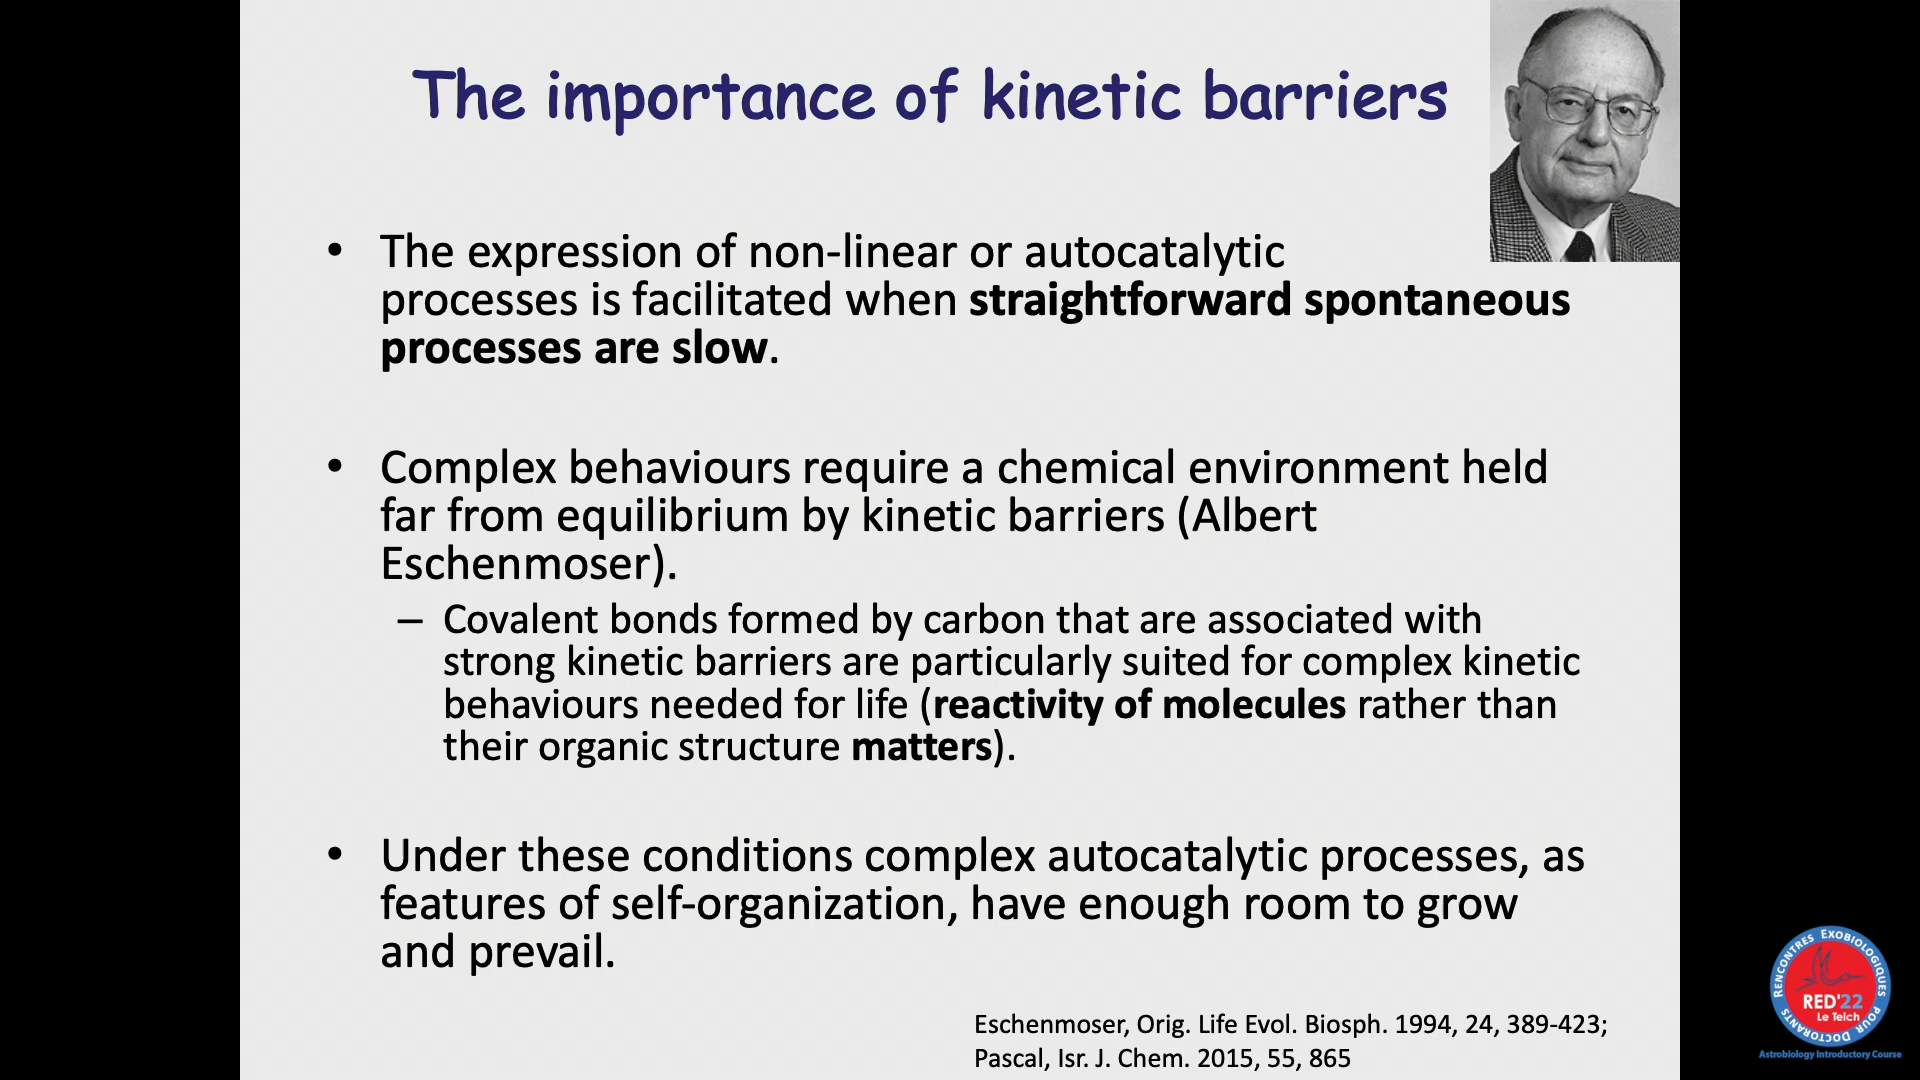 The importance of kinetic barriers
• The expression of non-linear or autocatalytic
processes is facilitated when straightforward spontaneous
processes are slow.
• Complex behaviours require a chemical environment held
far from equilibrium by kinetic barriers (Albert
Eschenmoser).
– Covalent bonds formed by carbon that are associated with
strong kinetic barriers are particularly suited for complex kinetic
behaviours needed for life (reactivity of molecules rather than
their organic structure matters).
• Under these conditions complex autocatalytic processes, as
features of self-organization, have enough room to grow
and prevail.
Eschenmoser, Orig. Life Evol. Biosph. 1994, 24, 389-423;
Pascal, Isr. J. Chem. 2015, 55, 865
RENCONTRES EXOBIOLOGIQUES POUR DOCTORANTS
RED'22
Le Teich
Astrobiology Introductory Course